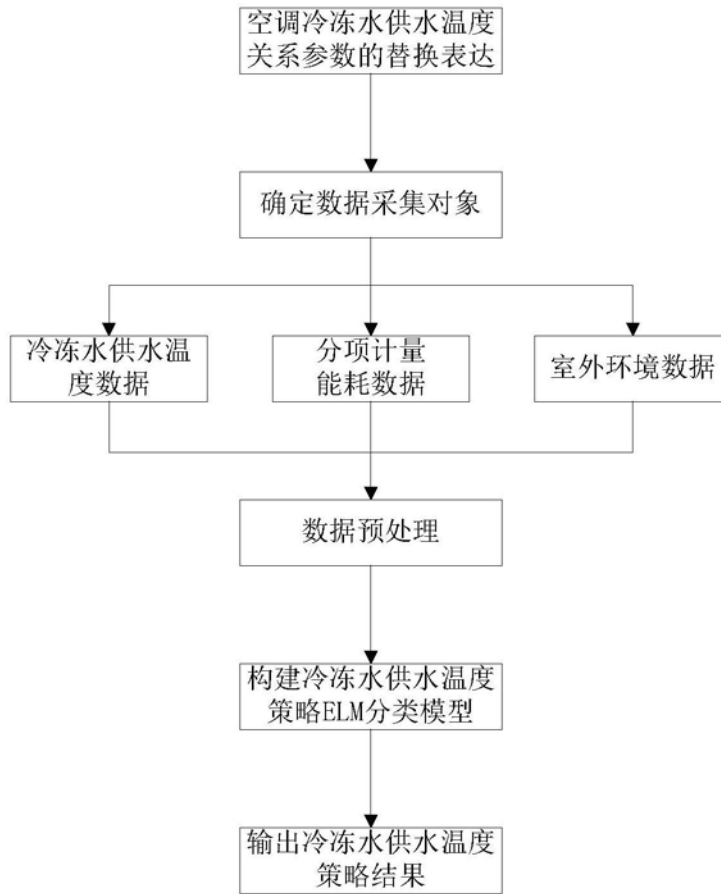 空调冷冻水供水温度
关系参数的替换表达
确定数据采集对象
冷冻水供水温
度数据
分项计量
能耗数据
室外环境数据
数据预处理
构建冷冻水供水温度
策略ELM分类模型
输出冷冻水供水温度
策略结果